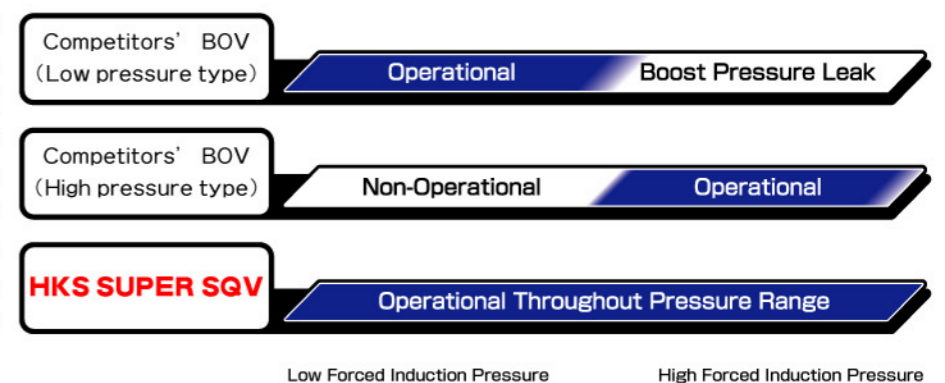 Competitors' BOV
(Low pressure type)
Operational
Boost Pressure Leak
Competitors' BOV
(High pressure type)
Non-Operational
Operational
HKS SUPER SQV
Operational Throughout Pressure Range
Low Forced Induction Pressure
High Forced Induction Pressure